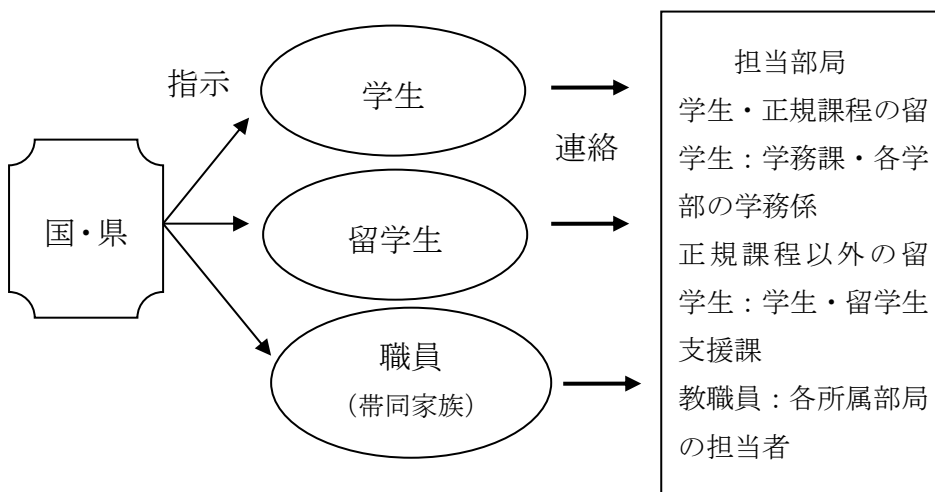 指示
国・県
学生
留学生
職員
（帯同家族）
連絡
担当部局
学生・正規課程の留
学生：学務課・各学
部の学務係
正規課程以外の留
学生：学生・留学生
支援課
教職員：各所属部局
の担当者